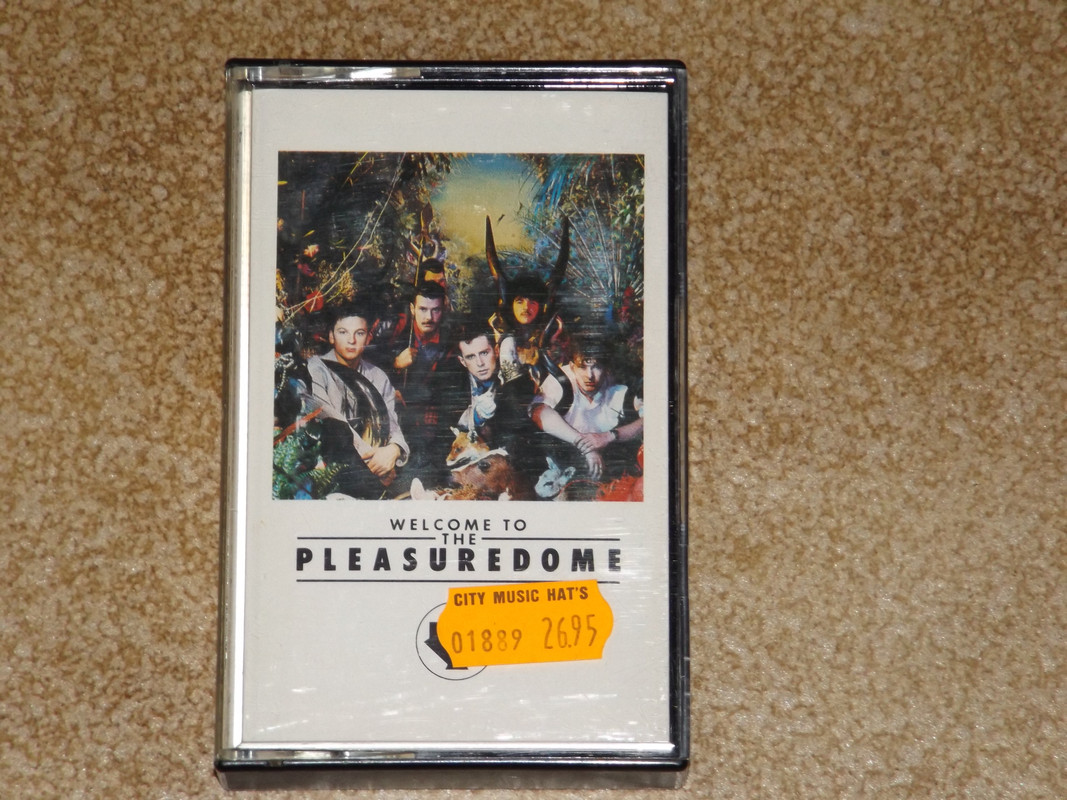 WELCOME TO
THE
PLEASUREDOME
CITY MUSIC HAT'S
01889 26.95